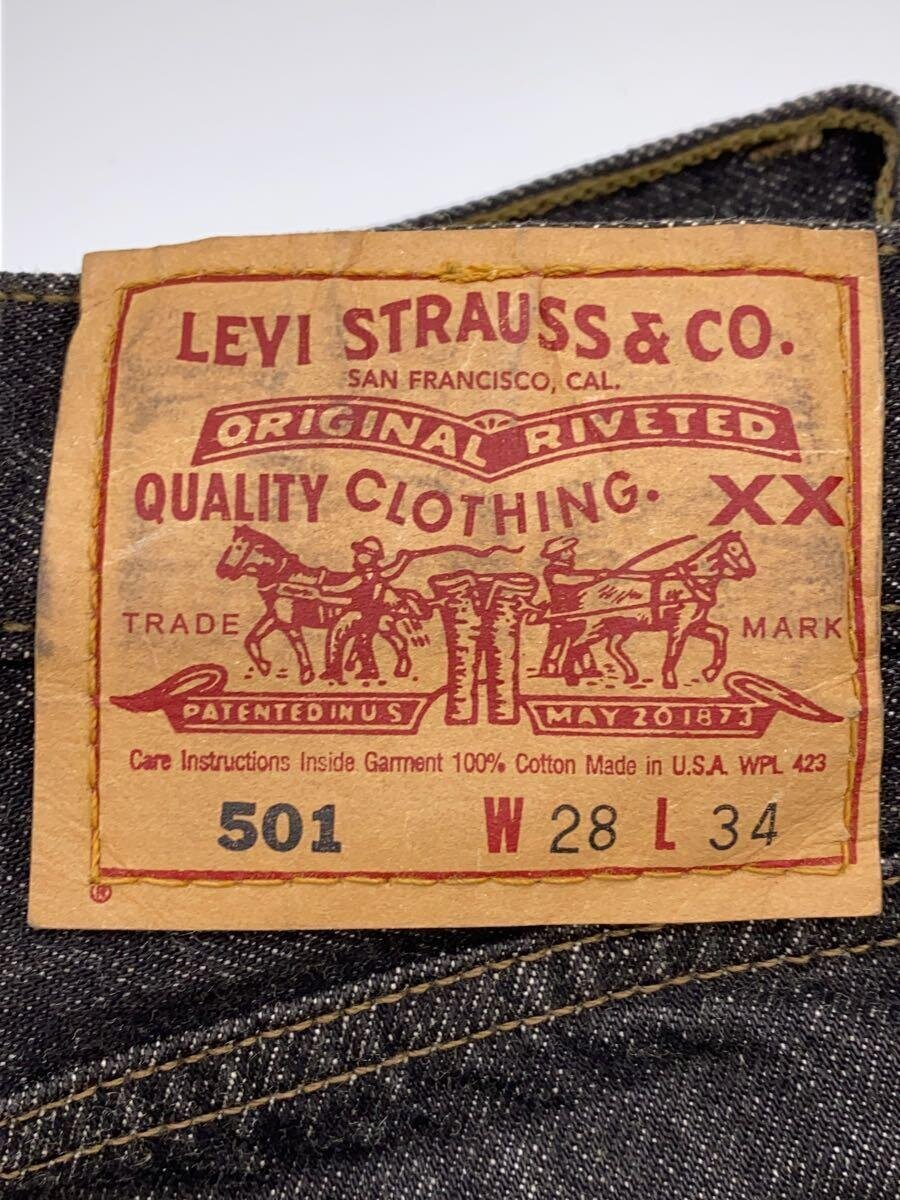 LEVI STRAUSS & CO.
SAN FRANCISCO, CAL.
ORIGINAL RIVETED
QUALITY CLOTHING. XX
TRADE MARK
PATENTED IN U S MAY 20 1873
Care Instructions Inside Garment 100% Cotton Made in U.S.A. WPL 423
501 W 28 L 34
®